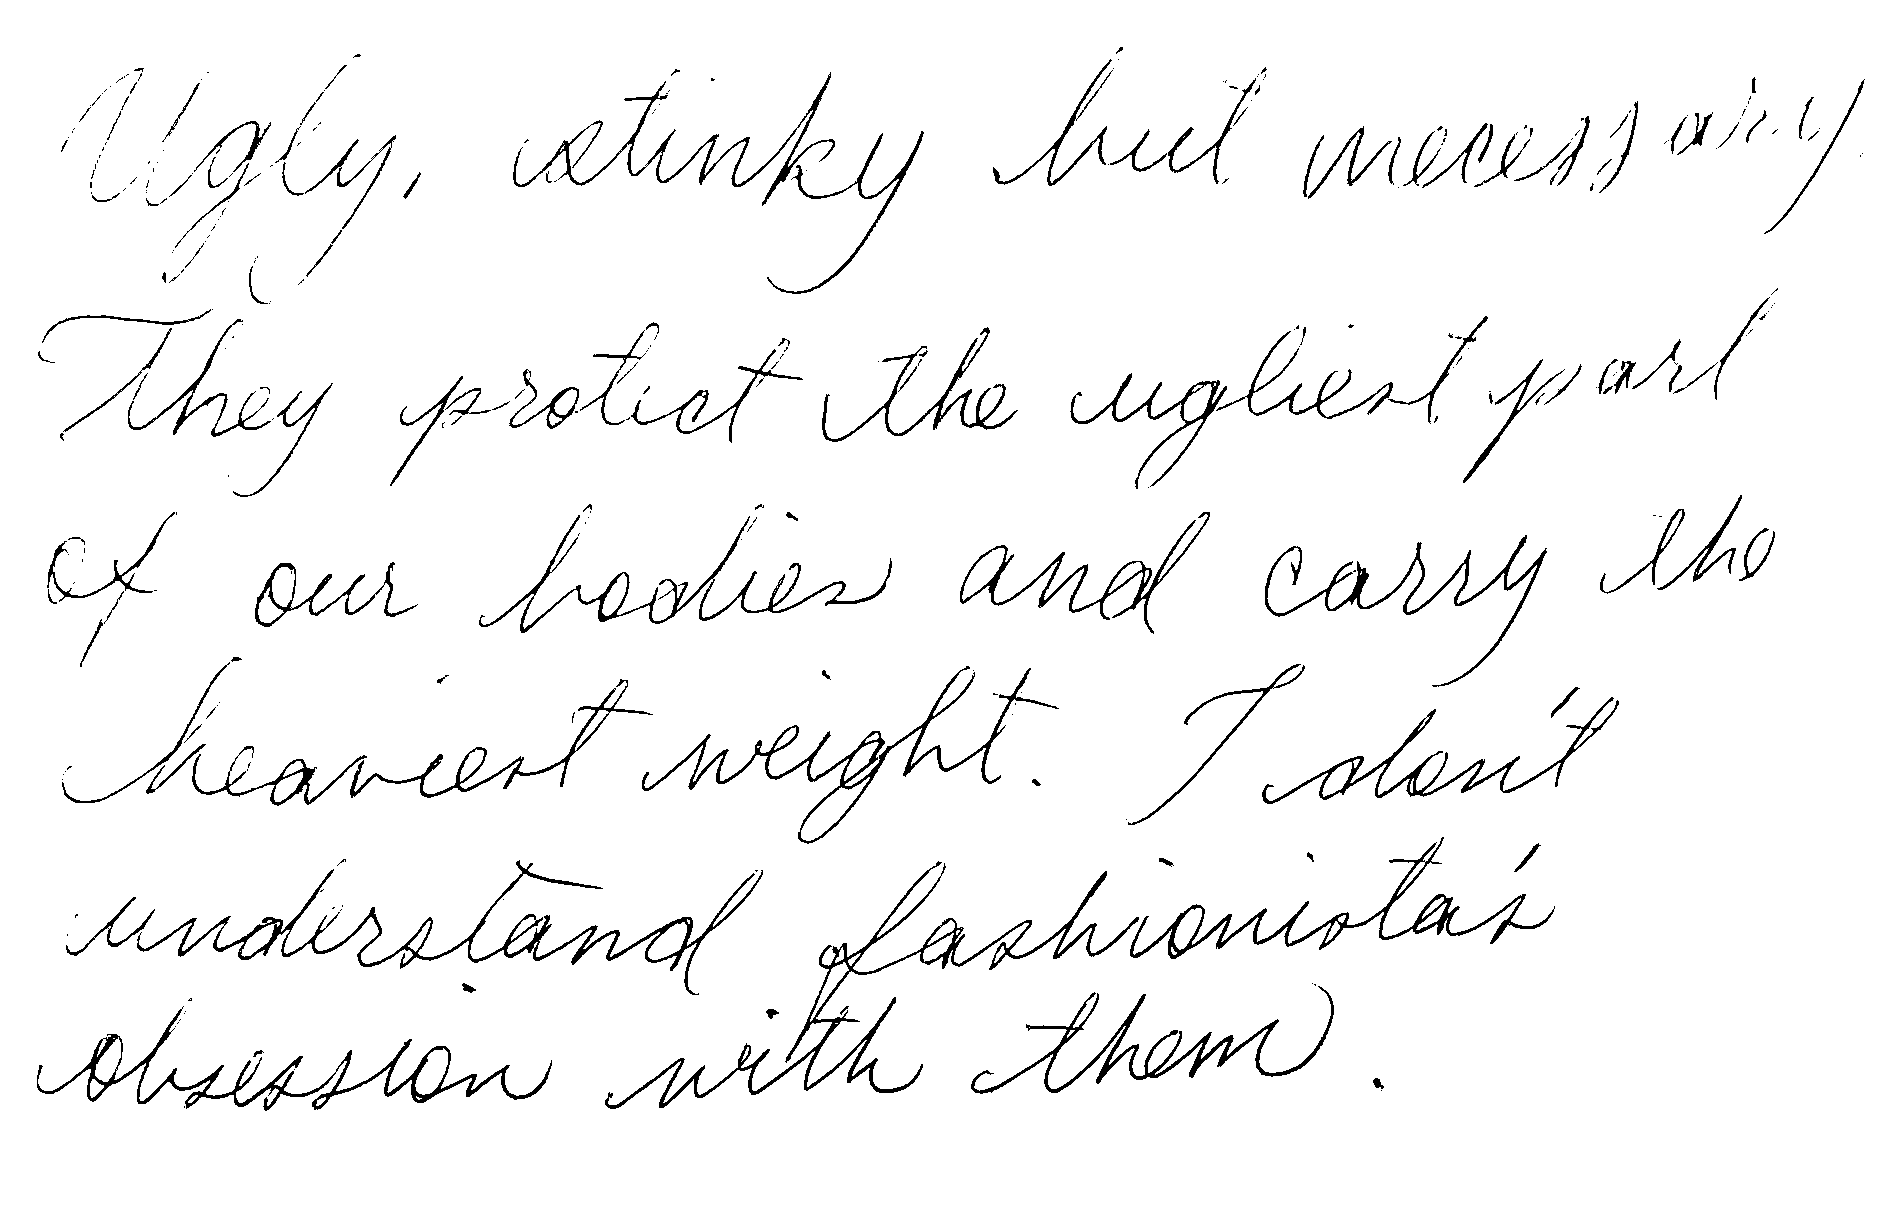 Ugly, stinky but necessary.
They protect the ugliest part
of our bodies and carry the
heaviest weight. I don't
understand fashionista's
obsession with them.